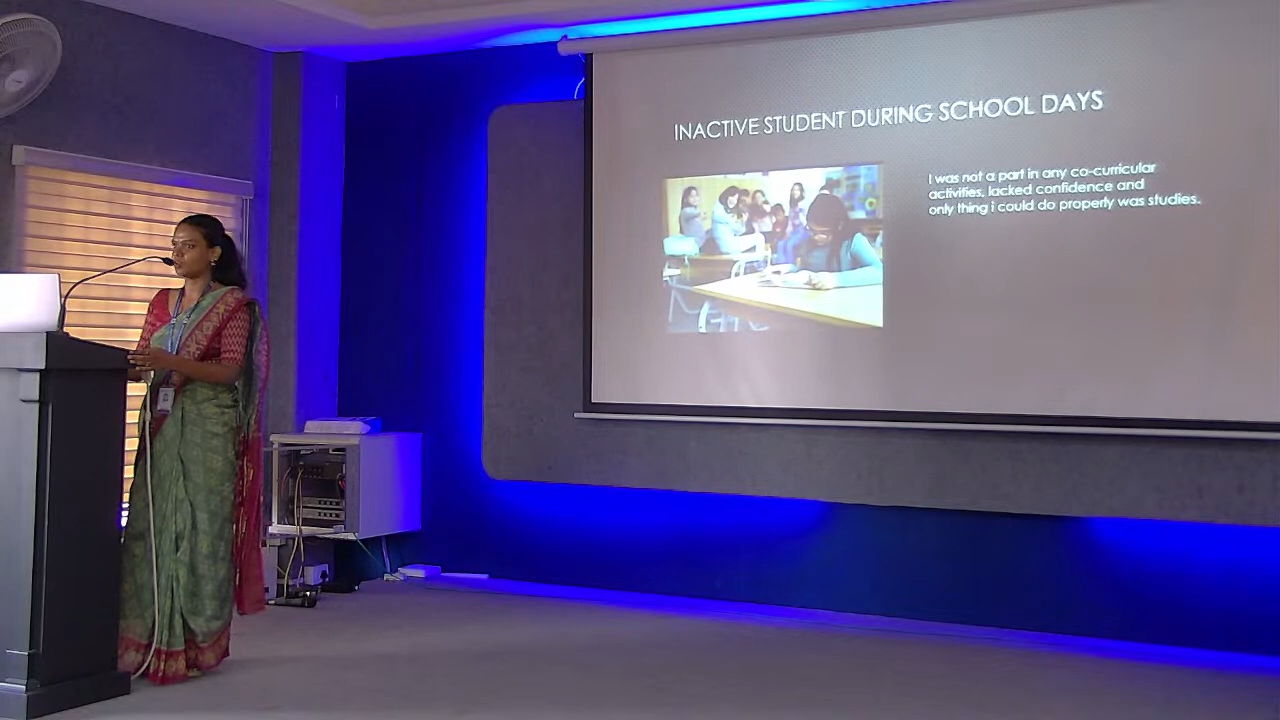 INACTIVE STUDENT DURING SCHOOL DAYS
I was not a part in any co-curricular
activities, lacked confidence and
only thing i could do properly was studies.